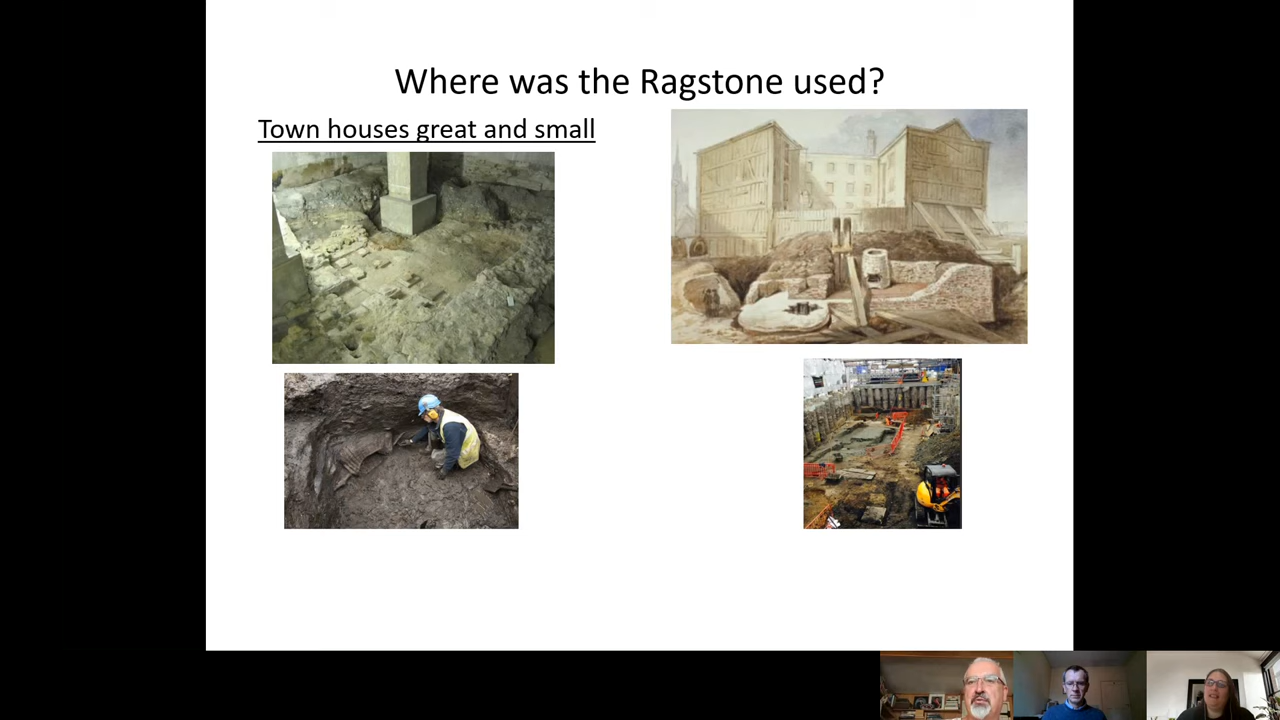 Where was the Ragstone used?
Town houses great and small